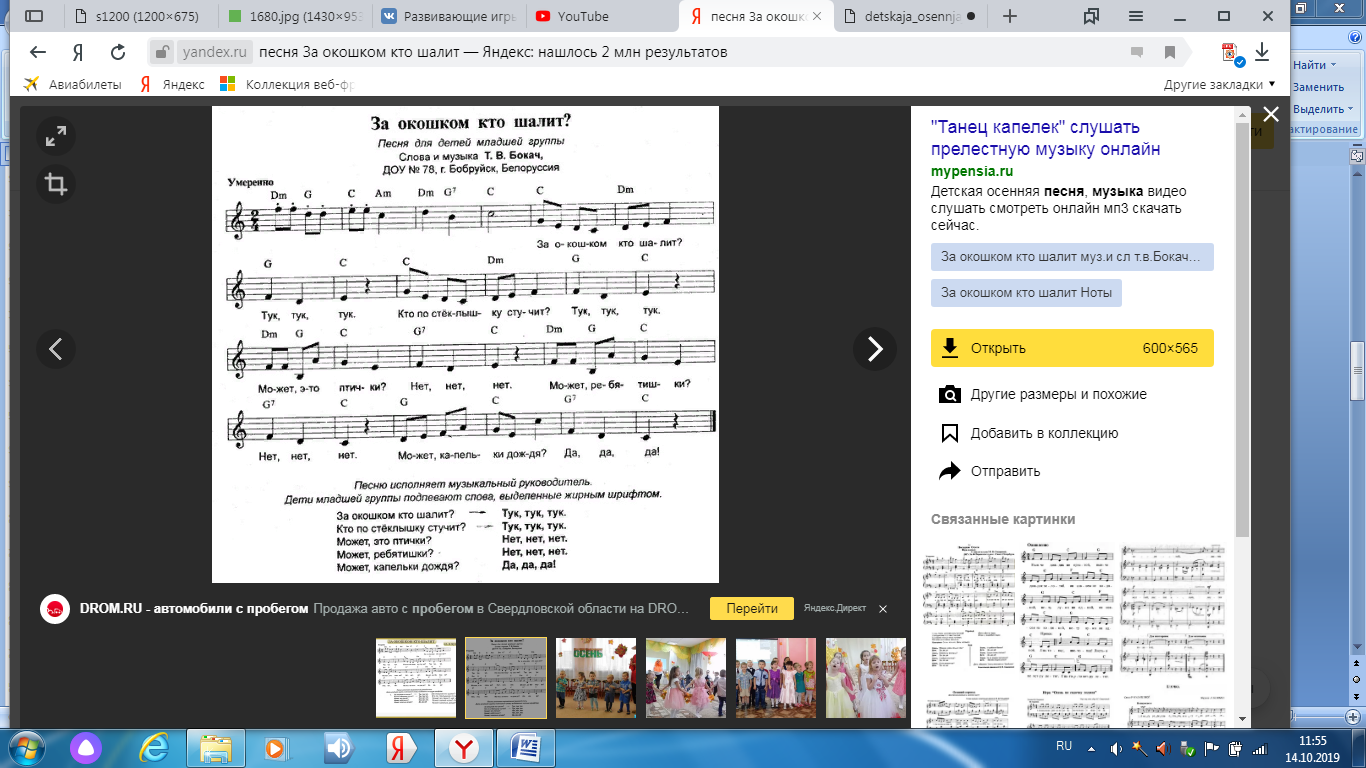 s1200 (1200×675)
1680.jpg (1430×953
Развивающие игры
YouTube
песня За окошко
detskaja_osennja
yandex.ru
песня За окошком кто шалит — Яндекс: нашлось 2 млн результатов
Авиабилеты
Яндекс
Коллекция веб-фр
Другие закладки
Найти
Заменить
Выделить
актирование
За окошком кто шалит?
Песня для детей младшей группы
Слова и музыка Т. В. Бокач,
ДОУ № 78, г. Бобруйск, Белоруссия
Умеренно
Dm G C Am Dm G7 C C Dm
За о- кош-ком кто ша- лит?
G C C Dm G C
Тук, тук, тук. Кто по стёк-лыш- ку сту- чит? Тук, тук, тук.
Dm G C G7 C Dm G C
Мо-жет, э-то птич- ки? Нет, нет, нет. Мо-жет, ре-бя- тиш- ки?
G7 C G C G7 C
Нет, нет, нет. Мо-жет, ка-пель- ки дож-дя? Да, да, да!
Песню исполняет музыкальный руководитель.
Дети младшей группы подпевают слова, выделенные жирным шрифтом.
За окошком кто шалит? Тук, тук, тук.
Кто по стёклышку стучит? Тук, тук, тук.
Может, это птички? Нет, нет, нет.
Может, ребятишки? Нет, нет, нет.
Может, капельки дождя? Да, да, да!
"Танец капелек" слушать
прелестную музыку онлайн
mypensia.ru
Детская осенняя песня, музыка видео
слушать смотреть онлайн мп3 скачать
сейчас.
За окошком кто шалит муз.и сл т.в.Бокач...
За окошком кто шалит Ноты
Открыть 600×565
Другие размеры и похожие
Добавить в коллекцию
Отправить
Связанные картинки
DROM.RU - автомобили с пробегом Продажа авто с пробегом в Свердловской области на DRO...
Перейти
Яндекс.Директ
ОСЕНЬ
RU
11:55
14.10.2019